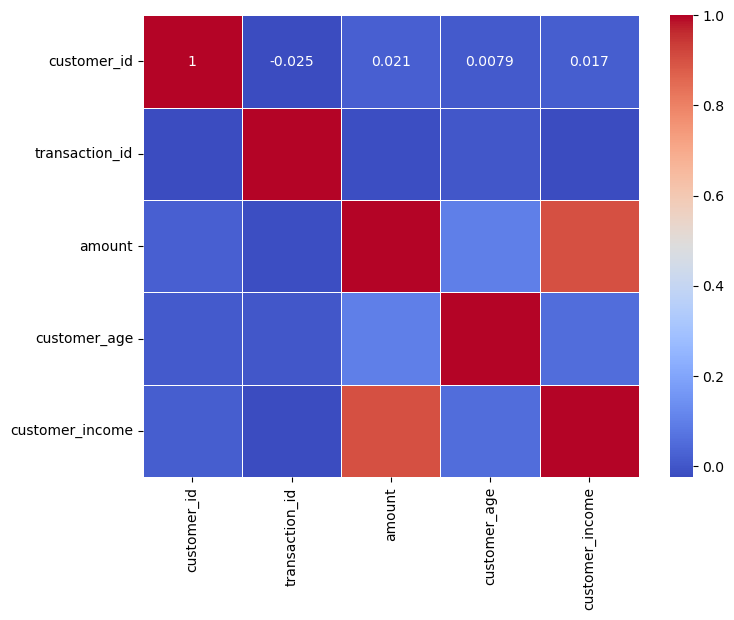 customer_id 1 -0.025 0.021 0.0079 0.017
transaction_id
amount
customer_age
customer_income
customer_id transaction_id amount customer_age customer_income
1.0
0.8
0.6
0.4
0.2
0.0